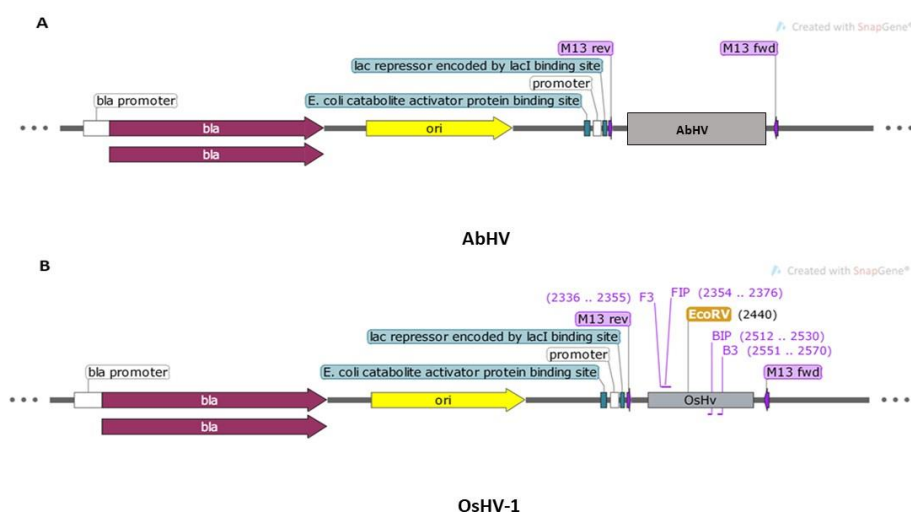 A
Created with SnapGene®
M13 rev
M13 fwd
lac repressor encoded by lacI binding site
promoter
bla promoter
E. coli catabolite activator protein binding site
bla
ori
AbHV
bla
AbHV
B
Created with SnapGene®
(2336 .. 2355) F3
FIP (2354 .. 2376)
M13 rev
EcoRV (2440)
lac repressor encoded by lacI binding site
BIP (2512 .. 2530)
promoter
B3 (2551 .. 2570)
bla promoter
E. coli catabolite activator protein binding site
M13 fwd
bla
ori
OsHv
bla
OsHV-1